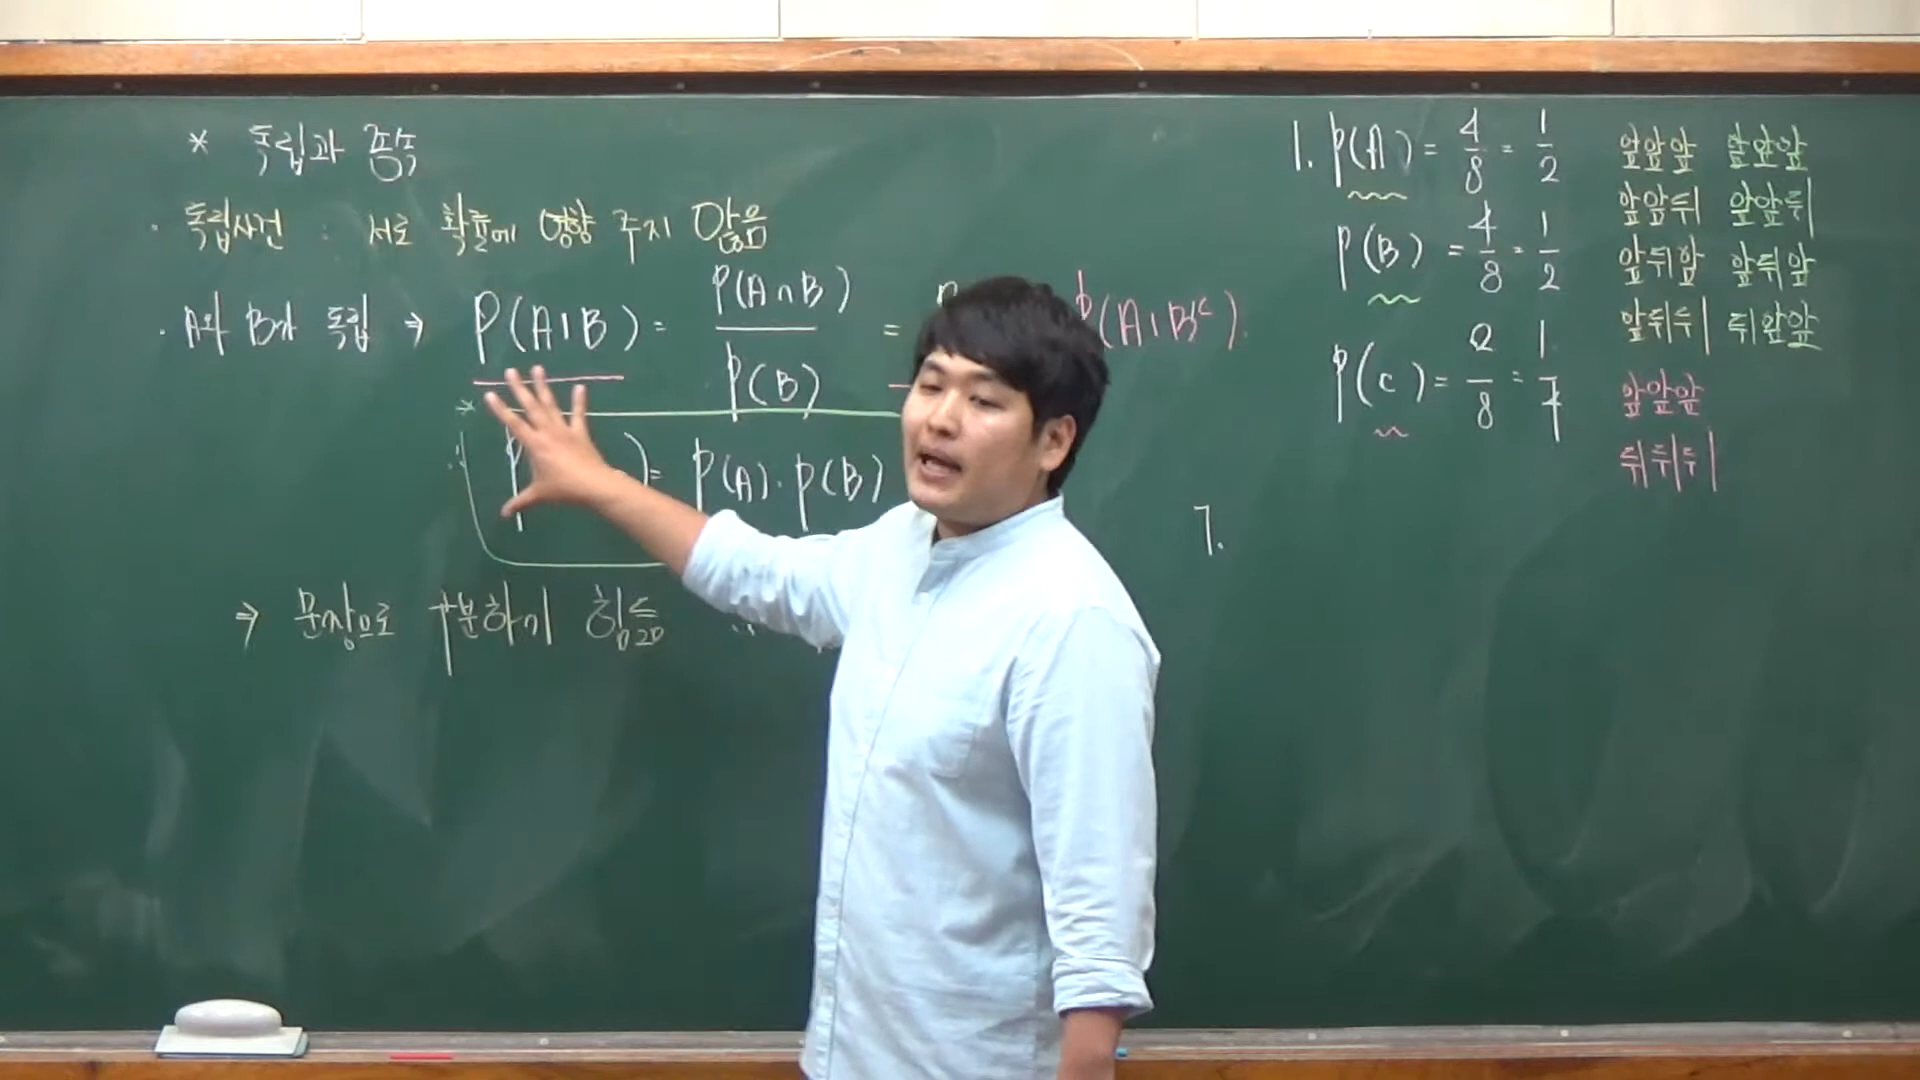 * 독립과 종속
· 독립사건 : 서로 확률에 영향 주지 않음
· A와 B가 독립 ⇒ P(A|B) = P(A∩B) / P(B) = P(A|Bᶜ).
* ∴ P( ) = P(A)·P(B)
⇒ 문장으로 구분하기 힘듦
1. P(A) = 4/8 = 1/2
P(B) = 4/8 = 1/2
P(C) = 2/8 = 1/4
앞앞앞 앞앞앞
앞앞뒤 앞앞뒤
앞뒤앞 앞뒤앞
앞뒤뒤 뒤앞앞
앞앞앞
뒤뒤뒤
ㄱ.